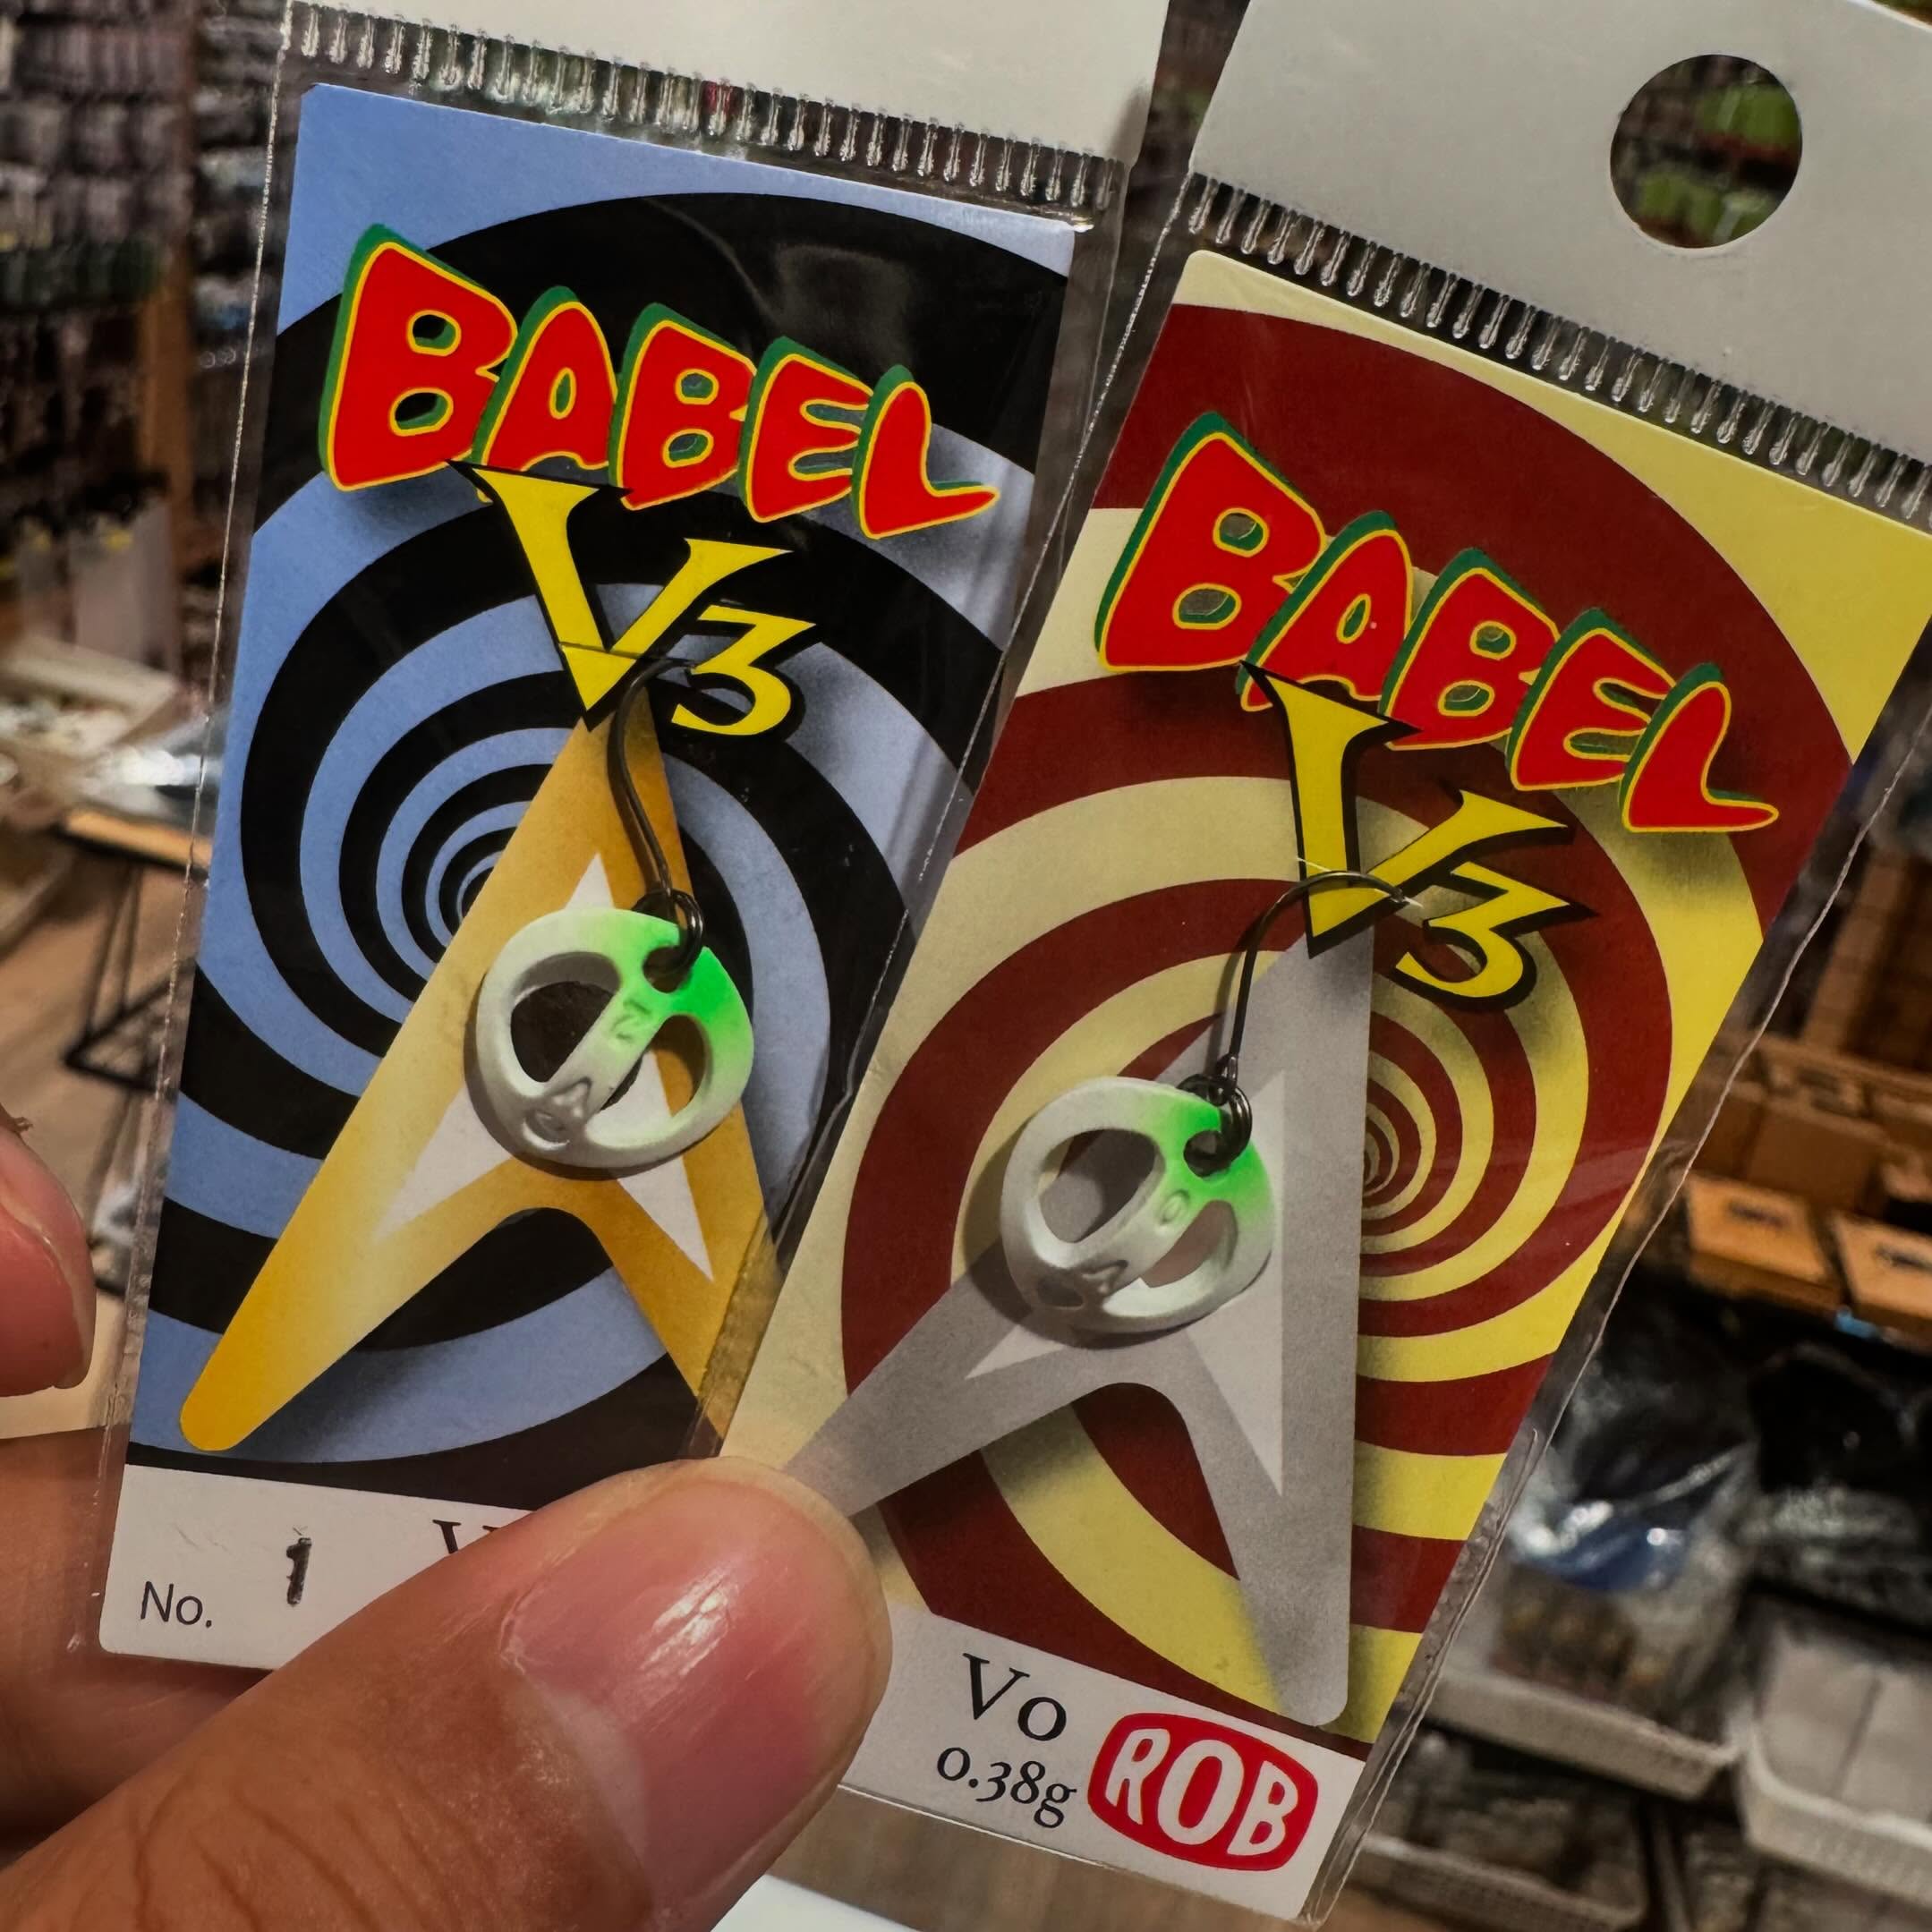 BABEL
V3
No. 1
BABEL
V3
Vo
0.38g
ROB